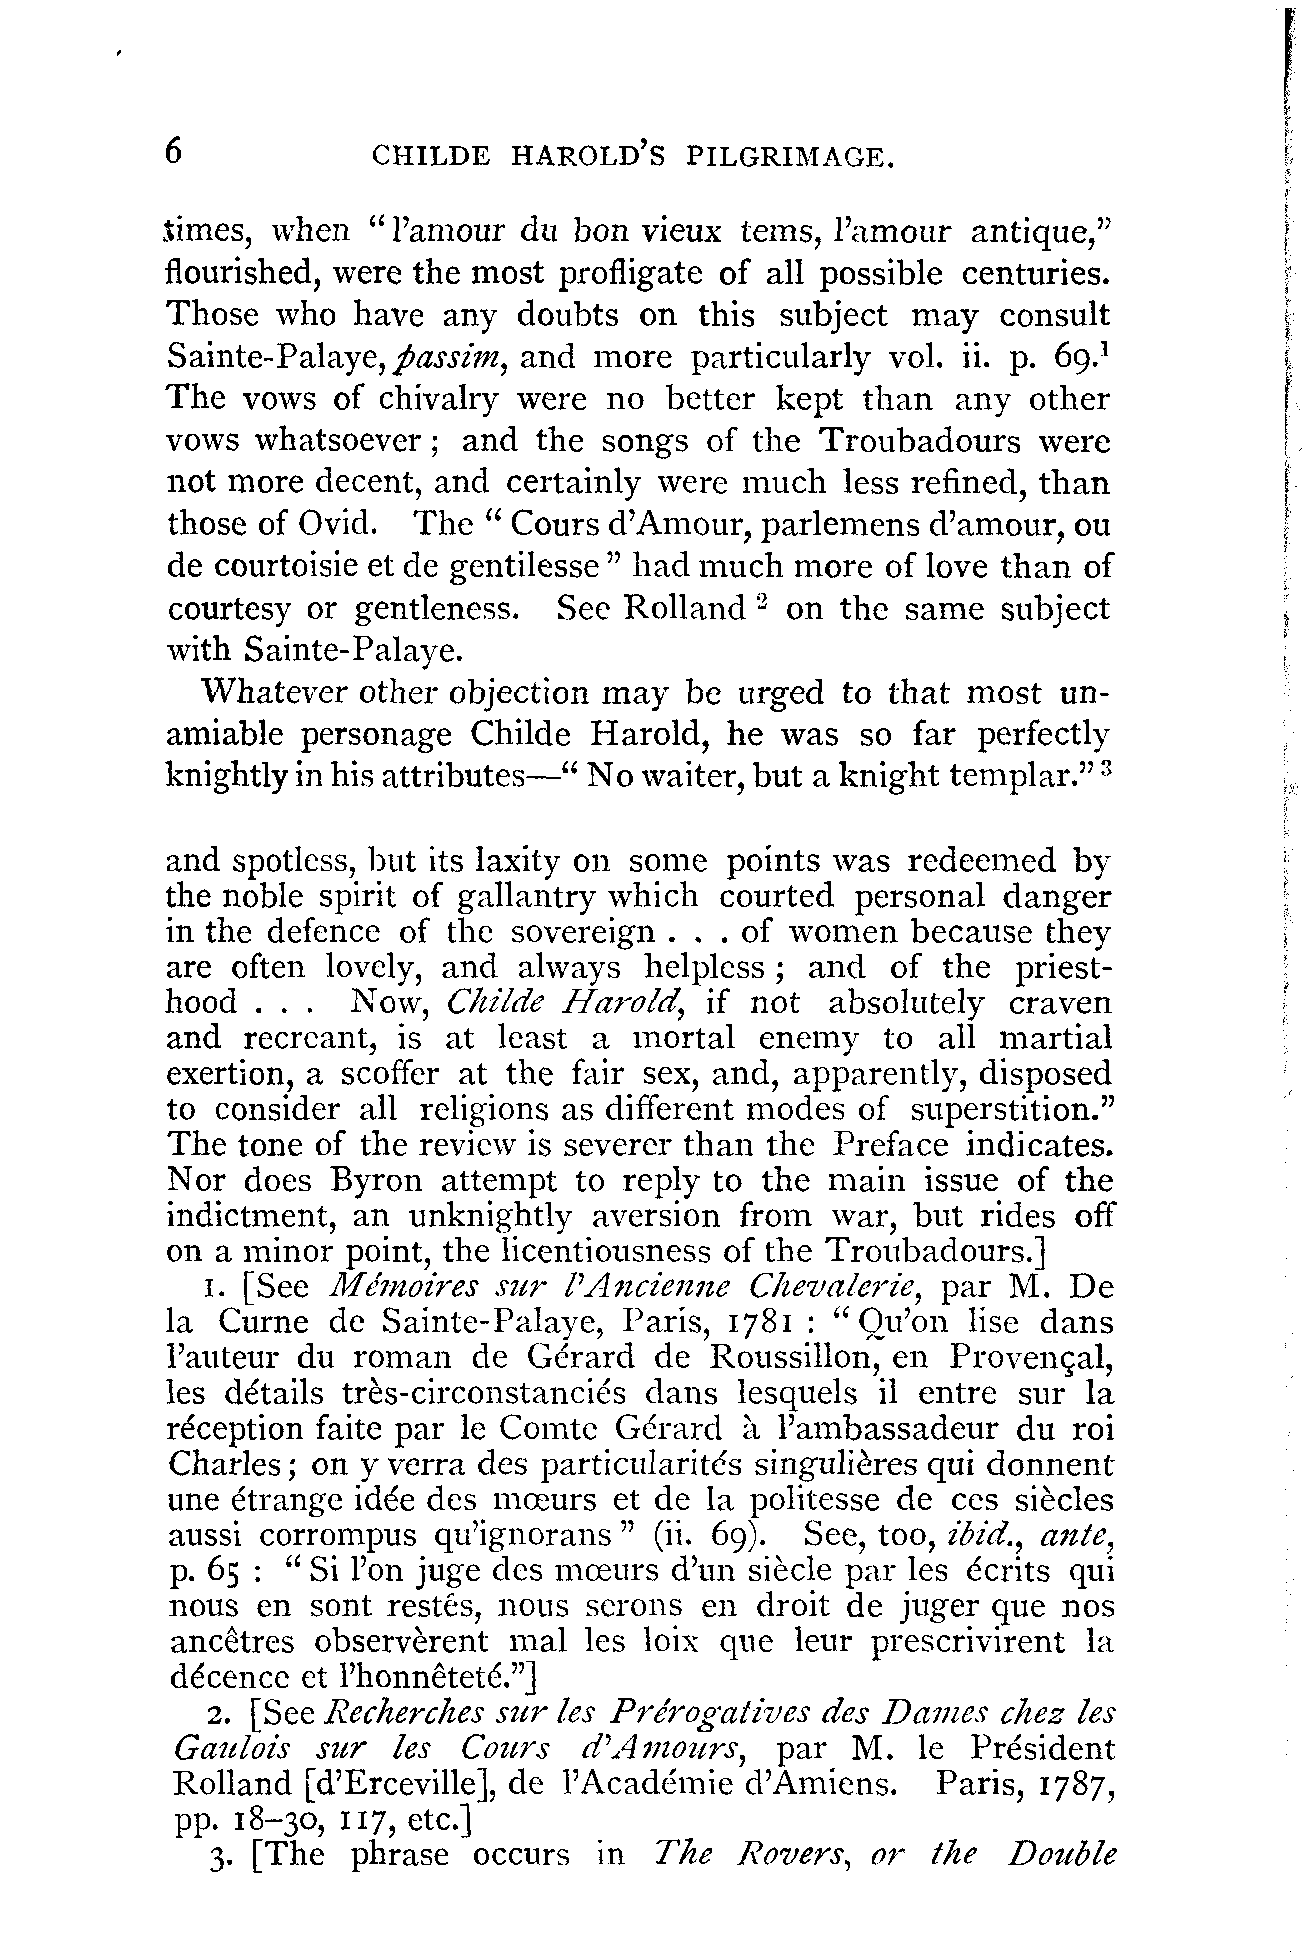 6 CHILDE HAROLD'S PILGRIMAGE.
times, when "l'amour du bon vieux tems, l'amour antique,"
flourished, were the most profligate of all possible centuries.
Those who have any doubts on this subject may consult
Sainte-Palaye, passim, and more particularly vol. ii. p. 69.¹
The vows of chivalry were no better kept than any other
vows whatsoever; and the songs of the Troubadours were
not more decent, and certainly were much less refined, than
those of Ovid. The "Cours d'Amour, parlemens d'amour, ou
de courtoisie et de gentilesse" had much more of love than of
courtesy or gentleness. See Rolland ² on the same subject
with Sainte-Palaye.
Whatever other objection may be urged to that most un-
amiable personage Childe Harold, he was so far perfectly
knightly in his attributes—"No waiter, but a knight templar." ³
and spotless, but its laxity on some points was redeemed by
the noble spirit of gallantry which courted personal danger
in the defence of the sovereign . . . of women because they
are often lovely, and always helpless; and of the priest-
hood . . . Now, Childe Harold, if not absolutely craven
and recreant, is at least a mortal enemy to all martial
exertion, a scoffer at the fair sex, and, apparently, disposed
to consider all religions as different modes of superstition."
The tone of the review is severer than the Preface indicates.
Nor does Byron attempt to reply to the main issue of the
indictment, an unknightly aversion from war, but rides off
on a minor point, the licentiousness of the Troubadours.]
1. [See Mémoires sur l'Ancienne Chevalerie, par M. De
la Curne de Sainte-Palaye, Paris, 1781 : "Qu'on lise dans
l'auteur du roman de Gérard de Roussillon, en Provençal,
les détails très-circonstanciés dans lesquels il entre sur la
réception faite par le Comte Gérard à l'ambassadeur du roi
Charles; on y verra des particularités singulières qui donnent
une étrange idée des mœurs et de la politesse de ces siècles
aussi corrompus qu'ignorans" (ii. 69). See, too, ibid., ante,
p. 65 : "Si l'on juge des mœurs d'un siècle par les écrits qui
nous en sont restés, nous serons en droit de juger que nos
ancêtres observèrent mal les loix que leur prescrivirent la
décence et l'honnêteté."]
2. [See Recherches sur les Prérogatives des Dames chez les
Gaulois sur les Cours d'Amours, par M. le Président
Rolland [d'Erceville], de l'Académie d'Amiens. Paris, 1787,
pp. 18–30, 117, etc.]
3. [The phrase occurs in The Rovers, or the Double